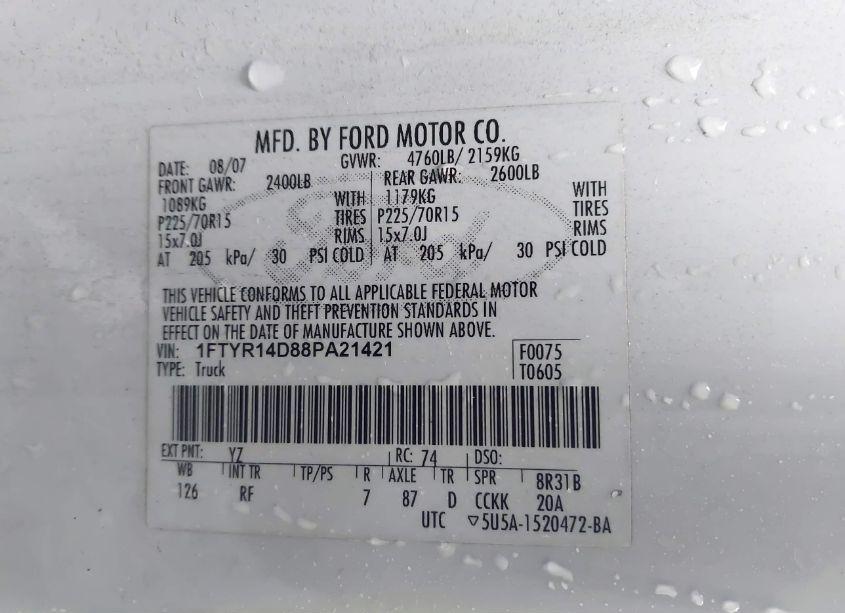 MFD. BY FORD MOTOR CO.
DATE: 08/07 GVWR: 4760LB/ 2159KG
FRONT GAWR: 2400LB REAR GAWR: 2600LB
1089KG WITH 1179KG WITH
P225/70R15 TIRES P225/70R15 TIRES
15x7.0J RIMS 15x7.0J RIMS
AT 205 kPa/ 30 PSI COLD AT 205 kPa/ 30 PSI COLD
THIS VEHICLE CONFORMS TO ALL APPLICABLE FEDERAL MOTOR
VEHICLE SAFETY AND THEFT PREVENTION STANDARDS IN
EFFECT ON THE DATE OF MANUFACTURE SHOWN ABOVE.
VIN: 1FTYR14D88PA21421 F0075
TYPE: Truck T0605
EXT PNT: YZ RC: 74 DSO:
WB INT TR TP/PS R AXLE TR SPR 8R31B
126 RF 7 87 D CCKK 20A
UTC ▽5U5A-1520472-BA